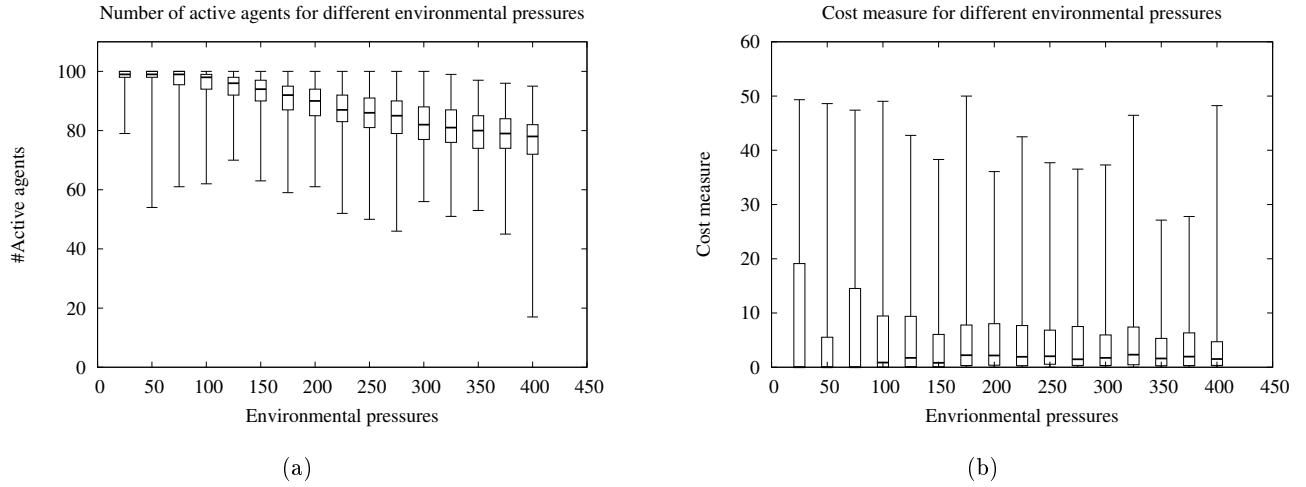 Number of active agents for different environmental pressures
100
80
60
40
20
0
#Active agents
0 50 100 150 200 250 300 350 400 450
Environmental pressures
(a)
Cost measure for different environmental pressures
60
50
40
30
20
10
0
Cost measure
0 50 100 150 200 250 300 350 400 450
Envrionmental pressures
(b)